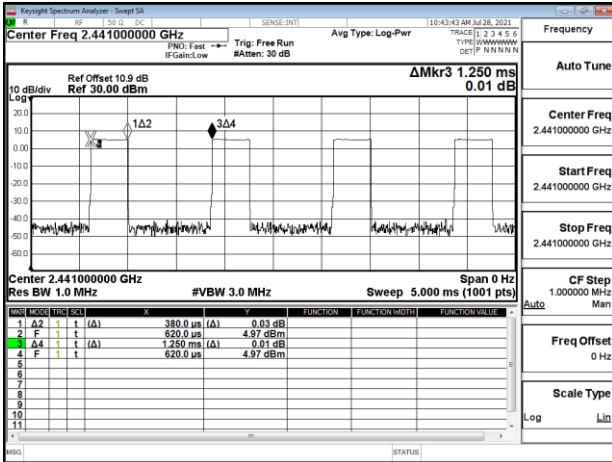 Keysight Spectrum Analyzer - Swept SA
R RF 50 Ω DC SENSE:INT 10:43:43 AM Jul 28, 2021
Center Freq 2.441000000 GHz
PNO: Fast
IFGain:Low
Trig: Free Run
#Atten: 30 dB
Avg Type: Log-Pwr
TRACE 1 2 3 4 5 6
TYPE WWWWWW
DET P N N N N N
Ref Offset 10.9 dB
10 dB/div Ref 30.00 dBm
ΔMkr3 1.250 ms
0.01 dB
Log
20.0
10.0
0.00
-10.0
-20.0
-30.0
-40.0
-50.0
-60.0
1Δ2
3Δ4
Center 2.441000000 GHz Span 0 Hz
Res BW 1.0 MHz #VBW 3.0 MHz Sweep 5.000 ms (1001 pts)
MKR MODE TRC SCL X Y FUNCTION FUNCTION WIDTH FUNCTION VALUE
1 Δ2 1 t (Δ) 380.0 µs (Δ) 0.03 dB
2 F 1 t 620.0 µs 4.97 dBm
3 Δ4 1 t (Δ) 1.250 ms (Δ) 0.01 dB
4 F 1 t 620.0 µs 4.97 dBm
5
6
7
8
9
10
11
MSG STATUS
Frequency
Auto Tune
Center Freq
2.441000000 GHz
Start Freq
2.441000000 GHz
Stop Freq
2.441000000 GHz
CF Step
1.000000 MHz
Auto Man
Freq Offset
0 Hz
Scale Type
Log Lin